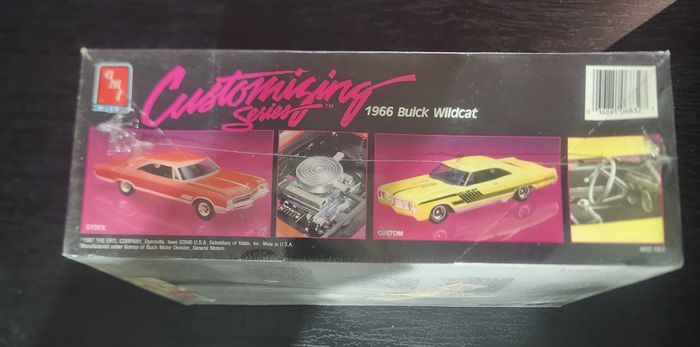 amt
ERTL
Customizing
Series™
1966 Buick Wildcat
STOCK
CUSTOM
©1987 THE ERTL COMPANY, Dyersville, Iowa 52040 U.S.A. Subsidiary of Kidde, Inc. Made in U.S.A.
Manufactured under license of Buick Motor Division, General Motors.